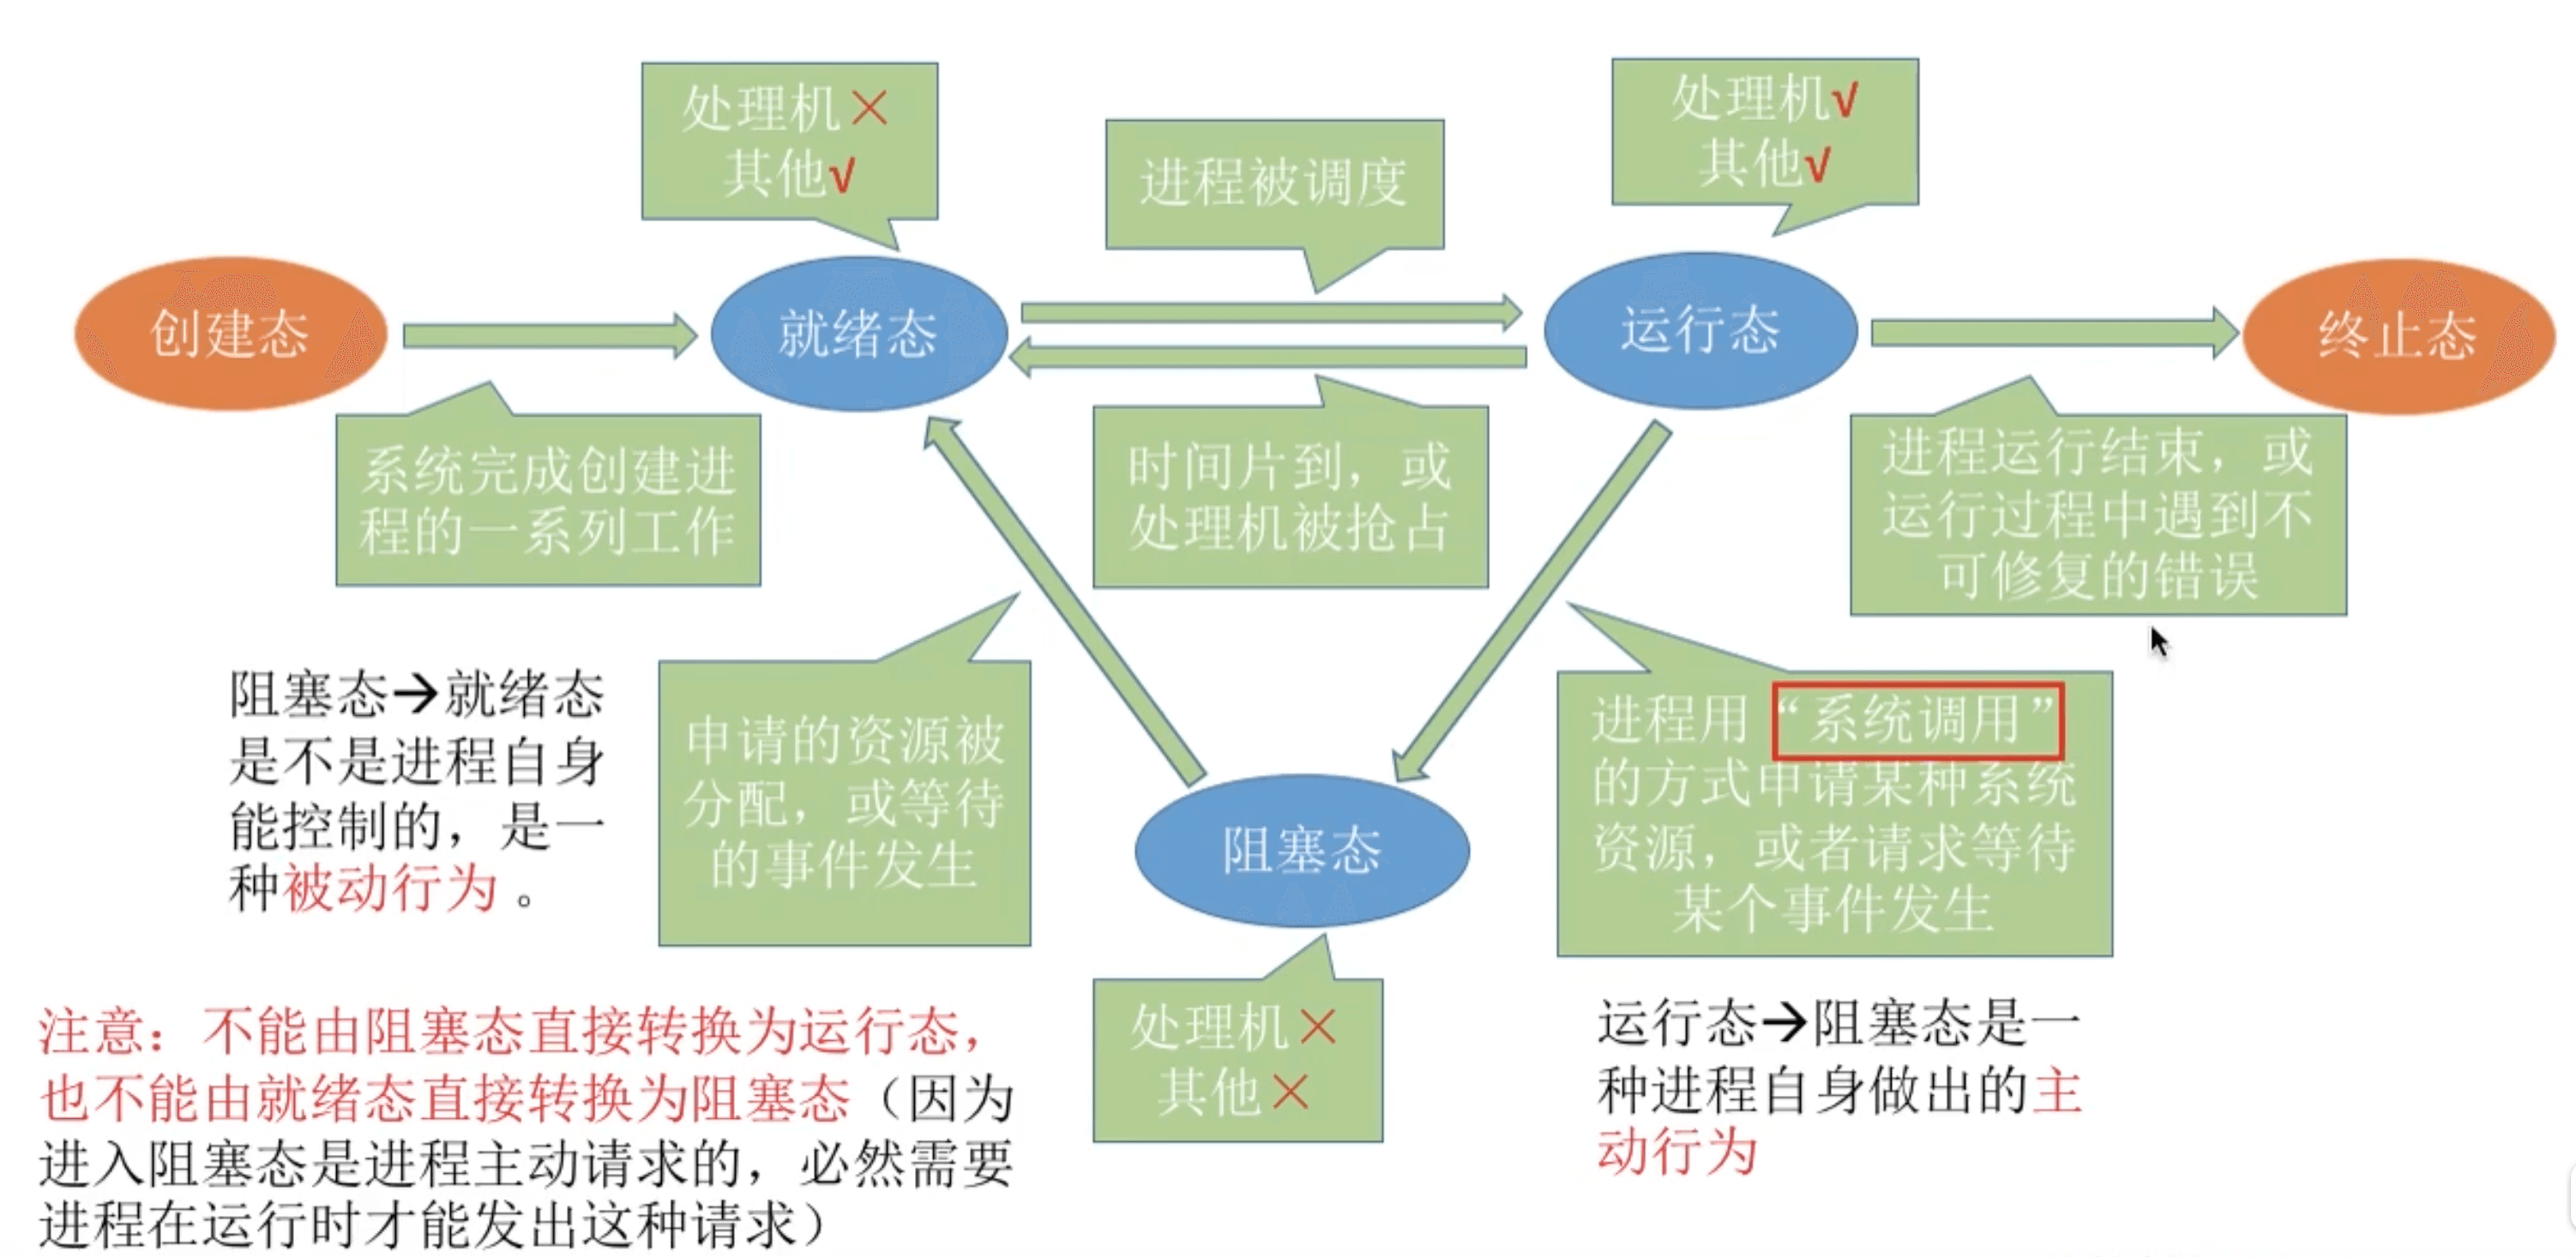 处理机×
其他√
进程被调度
处理机√
其他√
创建态
就绪态
运行态
终止态
系统完成创建进
程的一系列工作
时间片到，或
处理机被抢占
进程运行结束，或
运行过程中遇到不
可修复的错误
阻塞态→就绪态
是不是进程自身
能控制的，是一
种被动行为。
申请的资源被
分配，或等待
的事件发生
进程用“系统调用”
的方式申请某种系统
资源，或者请求等待
某个事件发生
阻塞态
处理机×
其他×
注意：不能由阻塞态直接转换为运行态，
也不能由就绪态直接转换为阻塞态（因为
进入阻塞态是进程主动请求的，必然需要
进程在运行时才能发出这种请求）
运行态→阻塞态是一
种进程自身做出的主
动行为